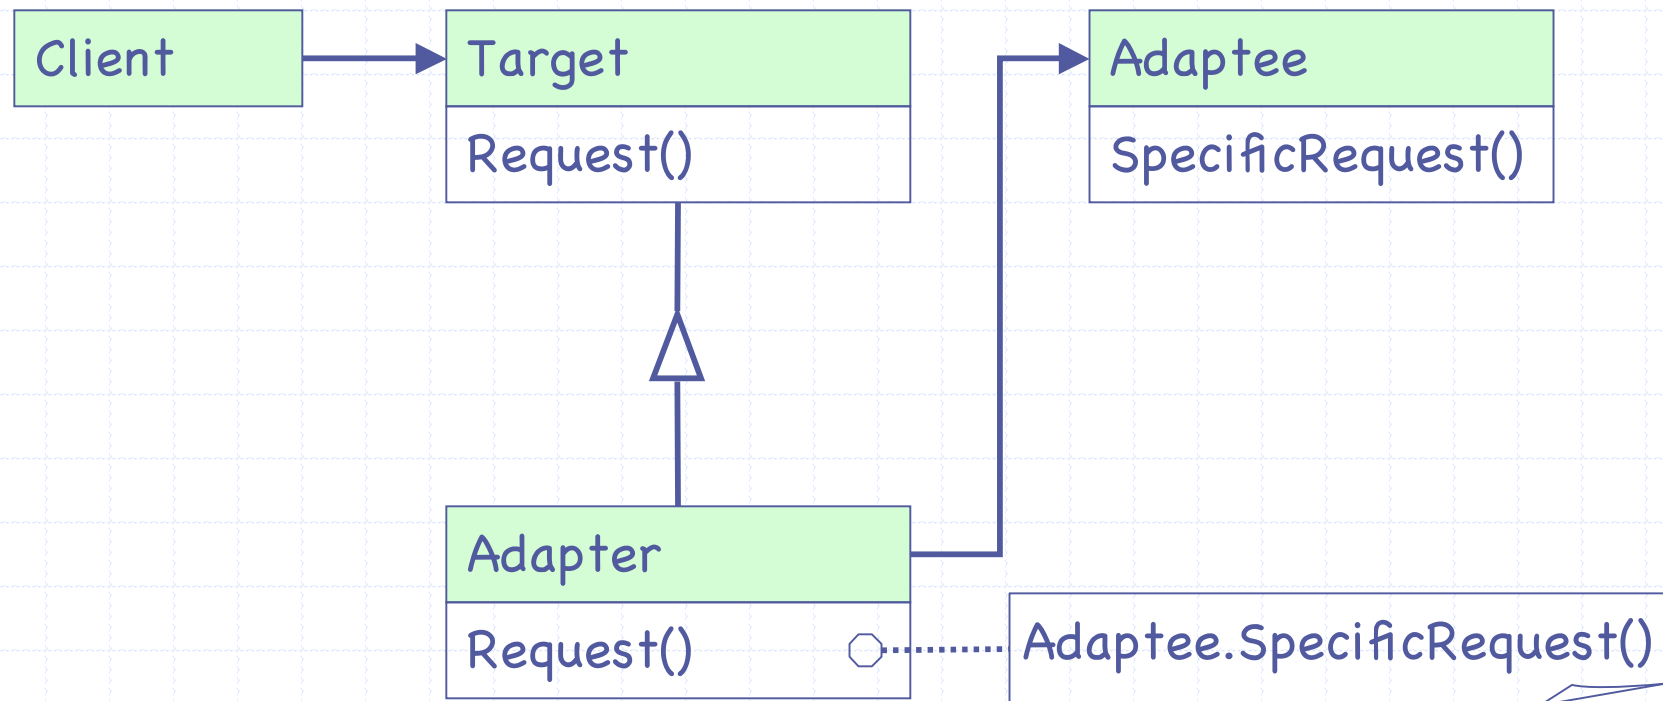 Client
Target
Request()
Adaptee
SpecificRequest()
Adapter
Request()
Adaptee.SpecificRequest()